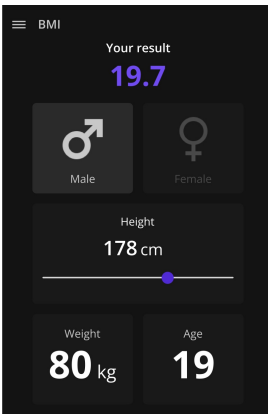 BMI
Your result
19.7
Male
Female
Height
178 cm
Weight
Age
80 kg
19